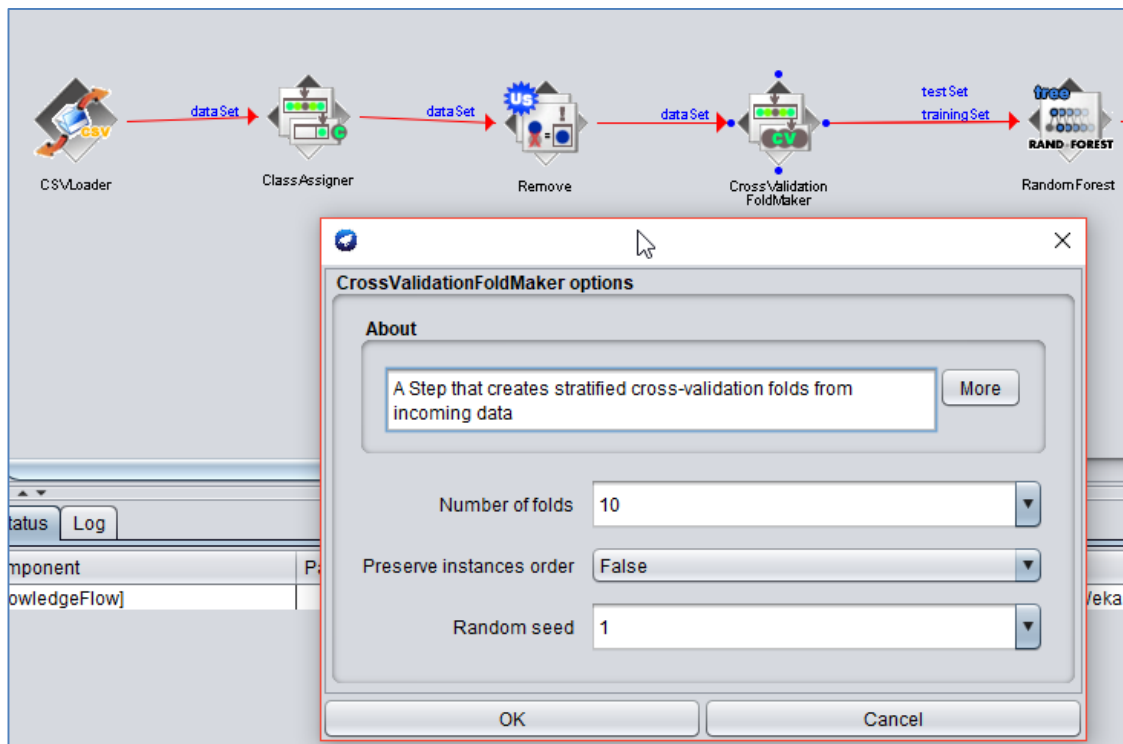 dataSet
dataSet
dataSet
testSet
trainingSet
CSV
C
Us
CV
tree
RAND-FOREST
CSVLoader
ClassAssigner
Remove
CrossValidation
FoldMaker
RandomForest
CrossValidationFoldMaker options
About
A Step that creates stratified cross-validation folds from
incoming data
More
Number of folds
10
Preserve instances order
False
Random seed
1
OK
Cancel
tatus
Log
mponent
Pa
owledgeFlow]
/eka